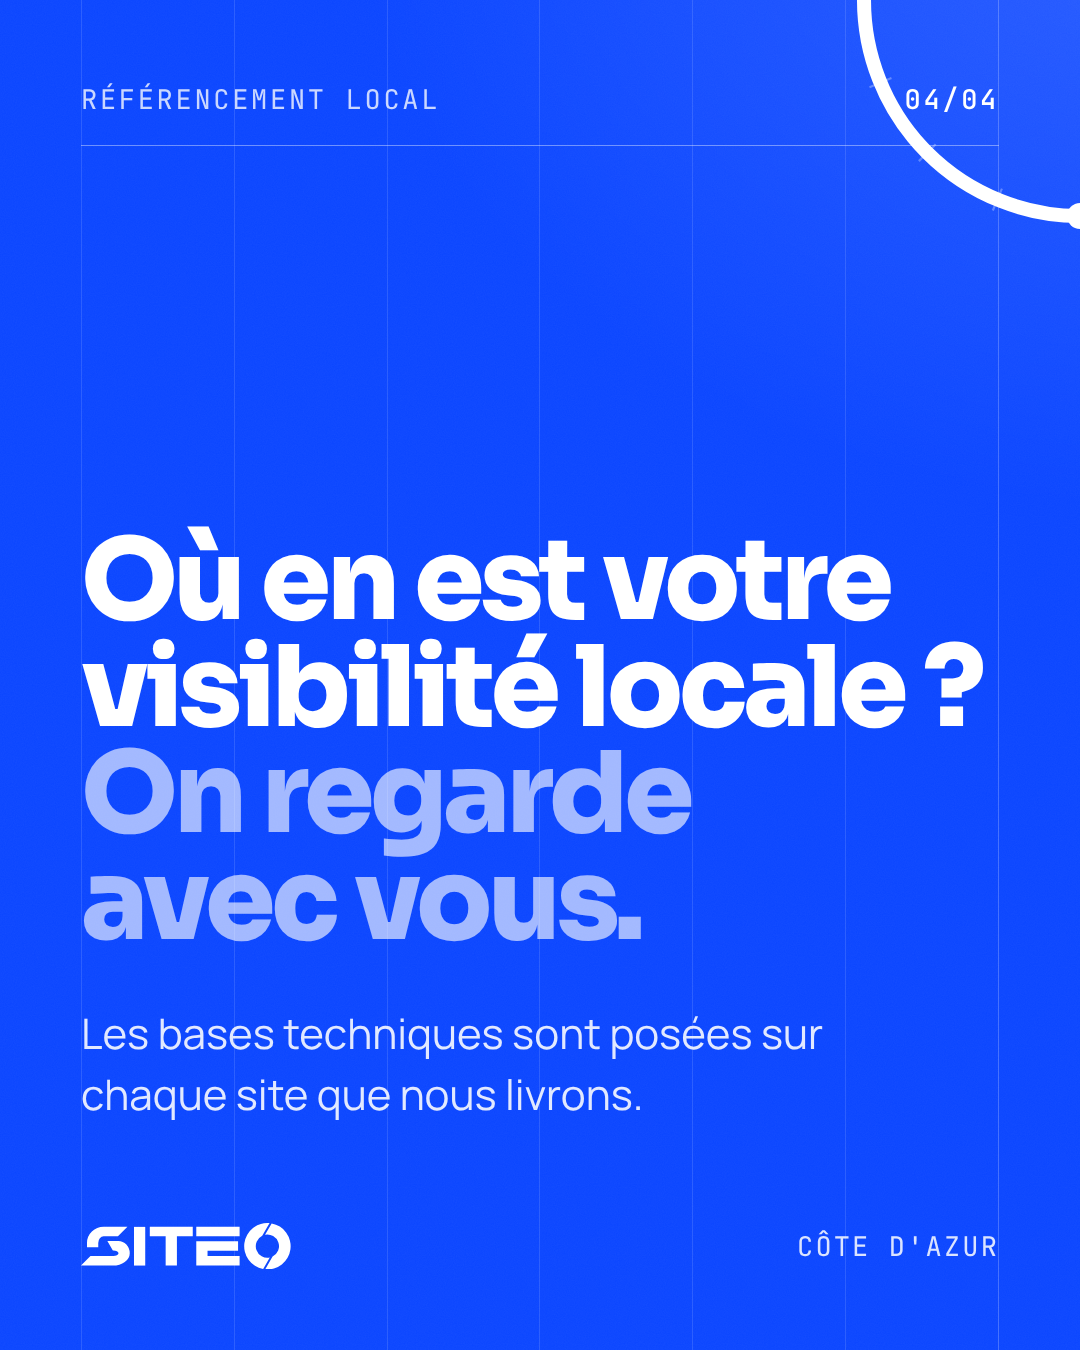 RÉFÉRENCEMENT LOCAL
04/04
Où en est votre
visibilité locale ?
On regarde
avec vous.
Les bases techniques sont posées sur
chaque site que nous livrons.
SITEO
CÔTE D'AZUR